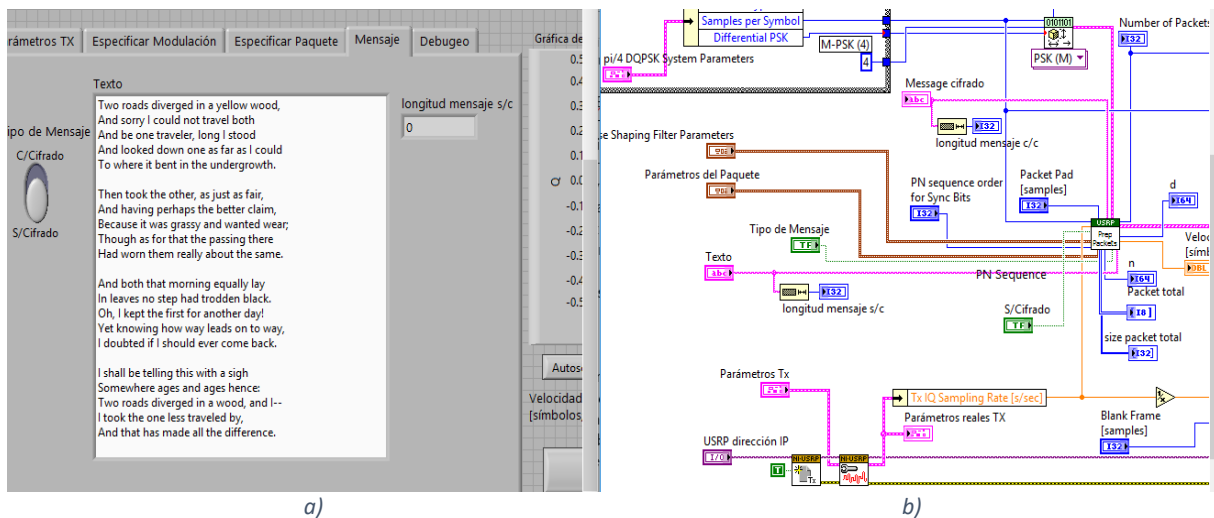 Parámetros TX
Especificar Modulación
Especificar Paquete
Mensaje
Debugeo
Gráfica de
Texto
Two roads diverged in a yellow wood,
And sorry I could not travel both
And be one traveler, long I stood
And looked down one as far as I could
To where it bent in the undergrowth.
Then took the other, as just as fair,
And having perhaps the better claim,
Because it was grassy and wanted wear;
Though as for that the passing there
Had worn them really about the same.
And both that morning equally lay
In leaves no step had trodden black.
Oh, I kept the first for another day!
Yet knowing how way leads on to way,
I doubted if I should ever come back.
I shall be telling this with a sigh
Somewhere ages and ages hence:
Two roads diverged in a wood, and I--
I took the one less traveled by,
And that has made all the difference.
ipo de Mensaje
C/Cifrado
S/Cifrado
longitud mensaje s/c
0
0.5
0.4
0.3
0.2
0.1
0.0
-0.1
-0.2
-0.3
-0.4
-0.5
Q
Autos
Velocidad
[símbolos,
a)
Samples per Symbol
Differential PSK
M-PSK (4)
4
pi/4 DQPSK System Parameters
0101101
PSK (M)
Number of Packets
I32
Message cifrado
abc
I32
longitud mensaje c/c
se Shaping Filter Parameters
Parámetros del Paquete
PN sequence order
for Sync Bits
I32
Packet Pad
[samples]
I32
d
I64
USRP
Prep
Packets
Tipo de Mensaje
TF
Texto
abc
I32
longitud mensaje s/c
PN Sequence
S/Cifrado
TF
Veloc
[símb
DBL
n
I64
Packet total
I8
size packet total
I32
Parámetros Tx
Tx IQ Sampling Rate [s/sec]
Parámetros reales TX
1/x
Blank Frame
[samples]
I32
USRP dirección IP
I/O
T
NI-USRP
Tx
NI-USRP
b)